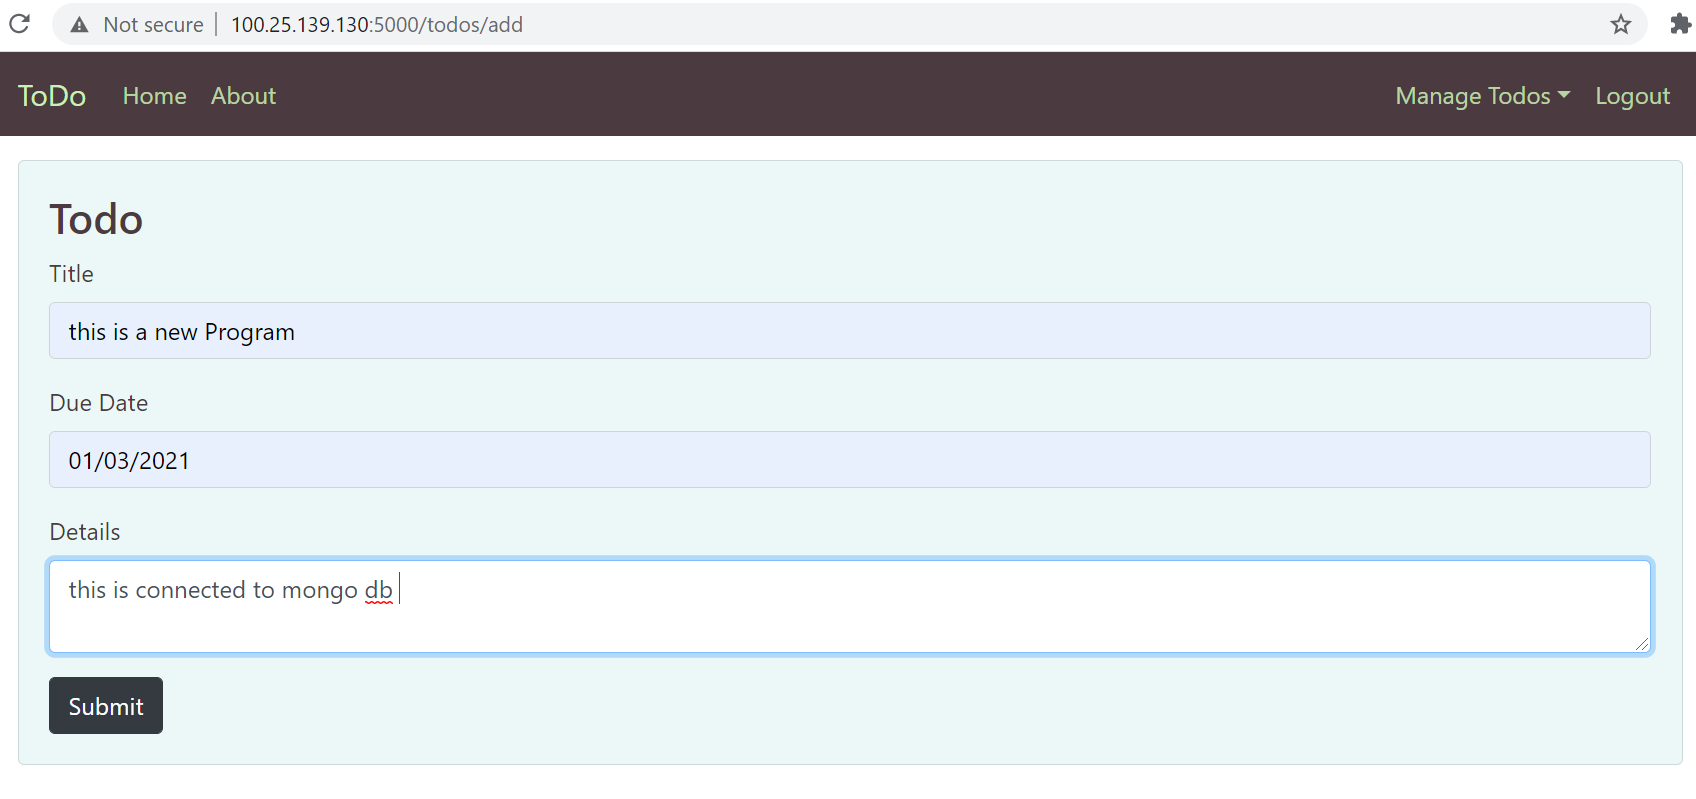 Not secure | 100.25.139.130:5000/todos/add
ToDo Home About Manage Todos Logout
Todo
Title
this is a new Program
Due Date
01/03/2021
Details
this is connected to mongo db
Submit